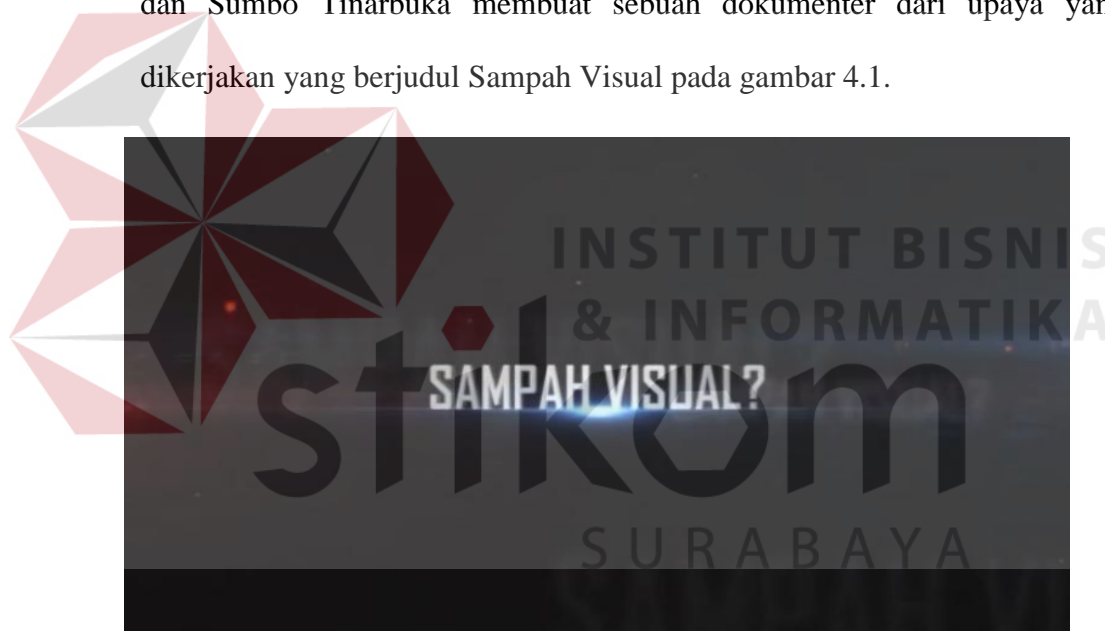 dan Sumbo Tinarbuka membuat sebuah dokumenter dari upaya
dikerjakan yang berjudul Sampah Visual pada gambar 4.1.
INSTITUT BISNIS
& INFORMATIKA
SAMPAH VISUAL?
stikom
SURABAYA